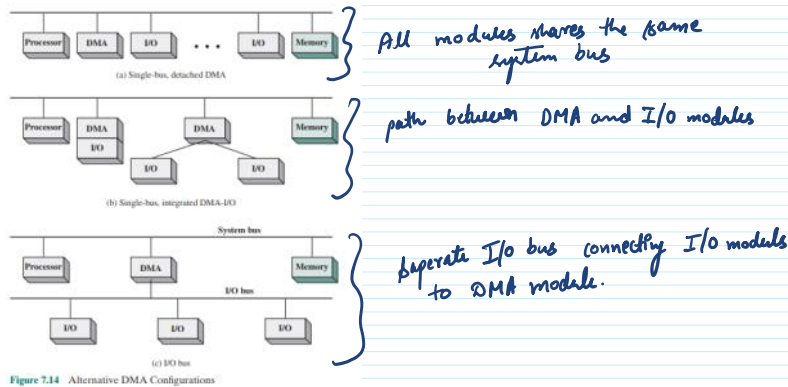 Processor DMA I/O • • • I/O Memory
(a) Single-bus, detached DMA
All modules shares the same
system bus
Processor DMA DMA Memory
I/O
I/O I/O
(b) Single-bus, integrated DMA-I/O
path between DMA and I/O modules
System bus
Processor DMA Memory
I/O bus
I/O I/O I/O
(c) I/O bus
saperate I/O bus connecting I/O moduls
to DMA module.
Figure 7.14 Alternative DMA Configurations